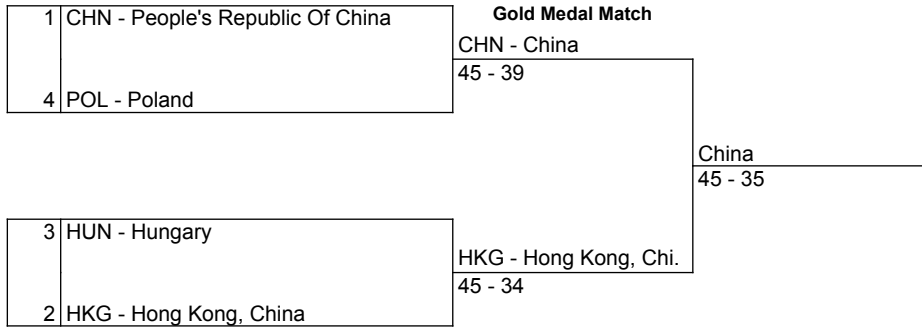 1 CHN - People's Republic Of China
Gold Medal Match
CHN - China
45 - 39
4 POL - Poland
China
45 - 35
3 HUN - Hungary
HKG - Hong Kong, Chi.
45 - 34
2 HKG - Hong Kong, China